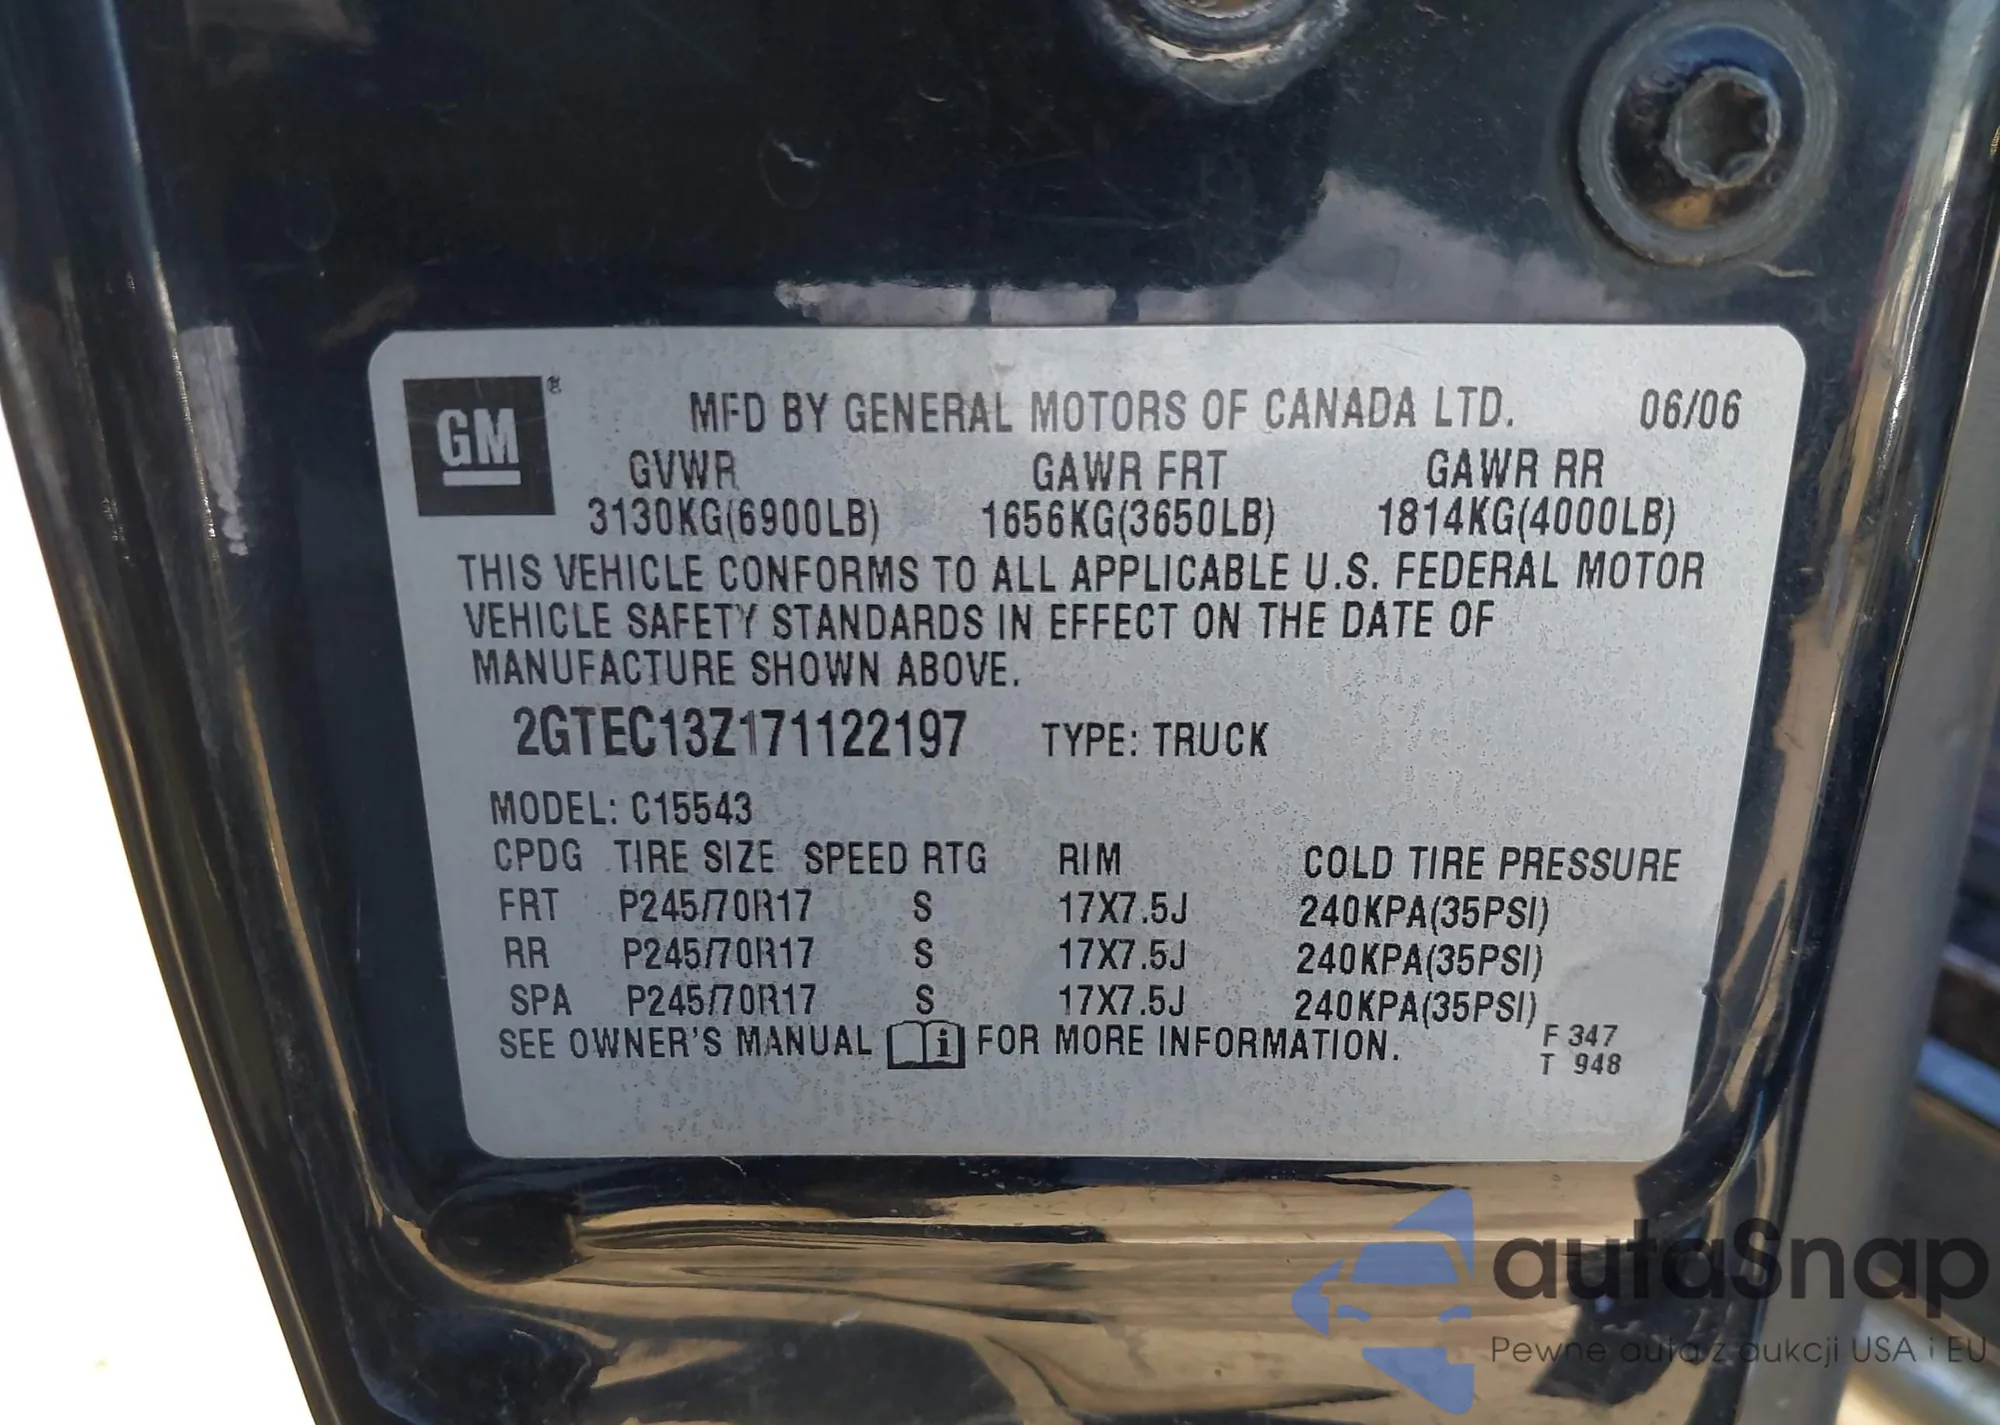 GM®
MFD BY GENERAL MOTORS OF CANADA LTD. 06/06
GVWR GAWR FRT GAWR RR
3130KG(6900LB) 1656KG(3650LB) 1814KG(4000LB)
THIS VEHICLE CONFORMS TO ALL APPLICABLE U.S. FEDERAL MOTOR
VEHICLE SAFETY STANDARDS IN EFFECT ON THE DATE OF
MANUFACTURE SHOWN ABOVE.
2GTEC13Z171122197 TYPE: TRUCK
MODEL: C15543
CPDG TIRE SIZE SPEED RTG RIM COLD TIRE PRESSURE
FRT P245/70R17 S 17X7.5J 240KPA(35PSI)
RR P245/70R17 S 17X7.5J 240KPA(35PSI)
SPA P245/70R17 S 17X7.5J 240KPA(35PSI)
SEE OWNER'S MANUAL i FOR MORE INFORMATION.
F 347
T 948
autaSnap
Pewne auta z aukcji USA i EU